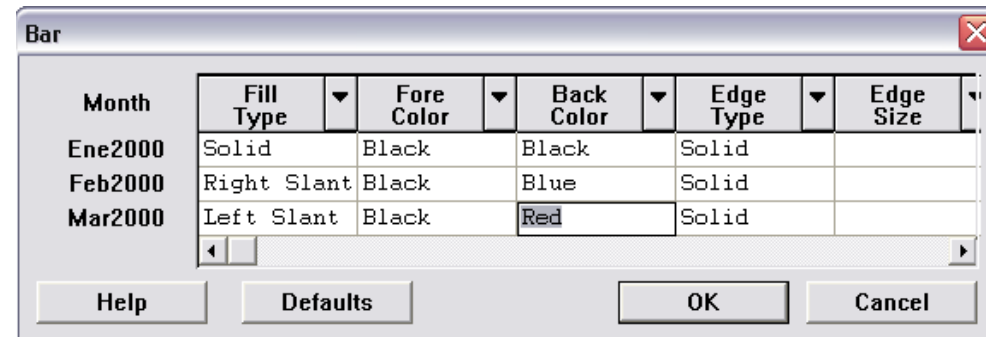 Bar
Month Fill Type Fore Color Back Color Edge Type Edge Size
Ene2000 Solid Black Black Solid
Feb2000 Right Slant Black Blue Solid
Mar2000 Left Slant Black Red Solid
Help Defaults OK Cancel